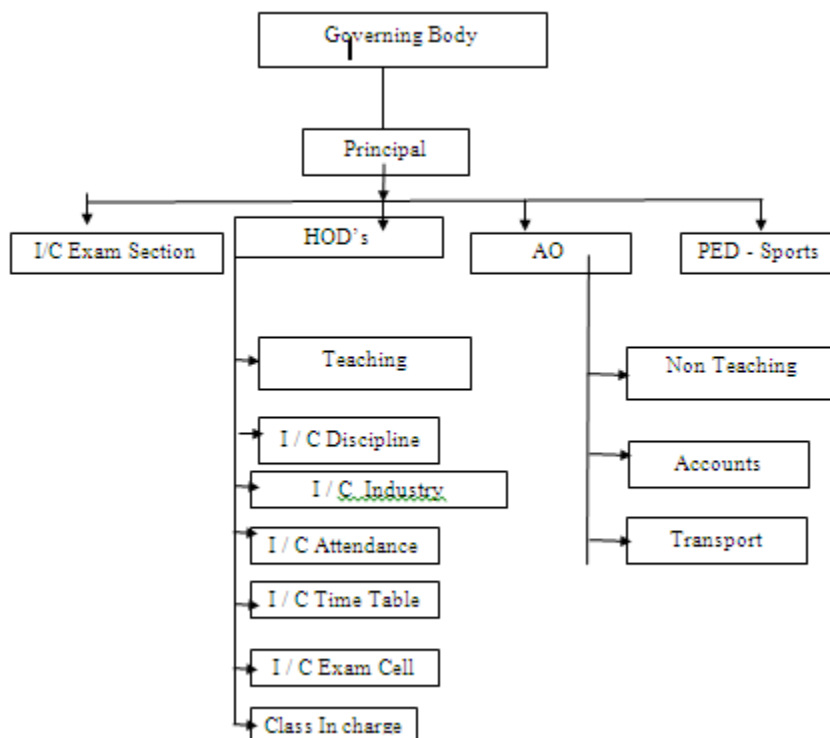 Governing Body
Principal
I/C Exam Section
HOD's
AO
PED - Sports
Teaching
I / C Discipline
I / C Industry
I / C Attendance
I / C Time Table
I / C Exam Cell
Class In charge
Non Teaching
Accounts
Transport